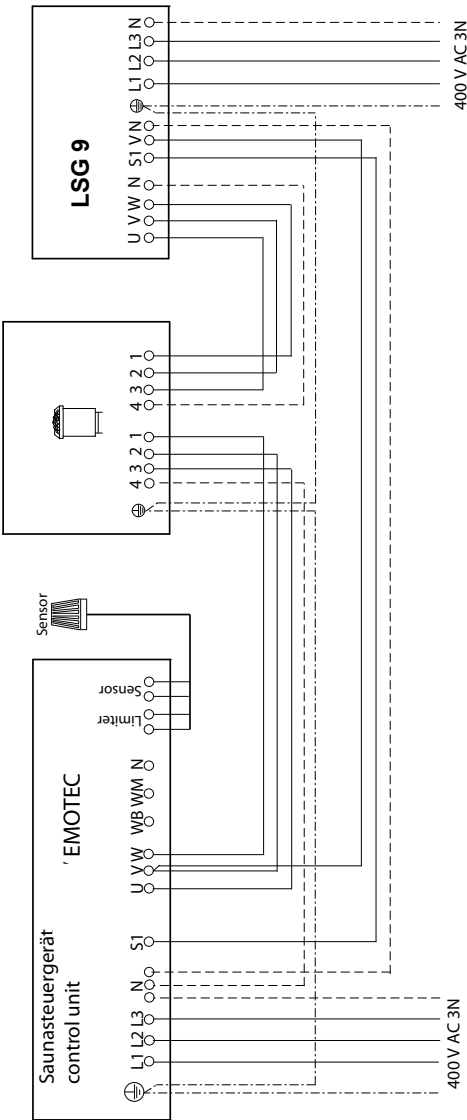 Saunasteuergerät
control unit
' EMOTEC
L1 L2 L3 N S1 U V W WB WM N Limiter Sensor
Sensor
4 3 2 1 4 3 2 1
LSG 9
U V W N S1 V N L1 L2 L3 N
400 V AC 3N
400 V AC 3N